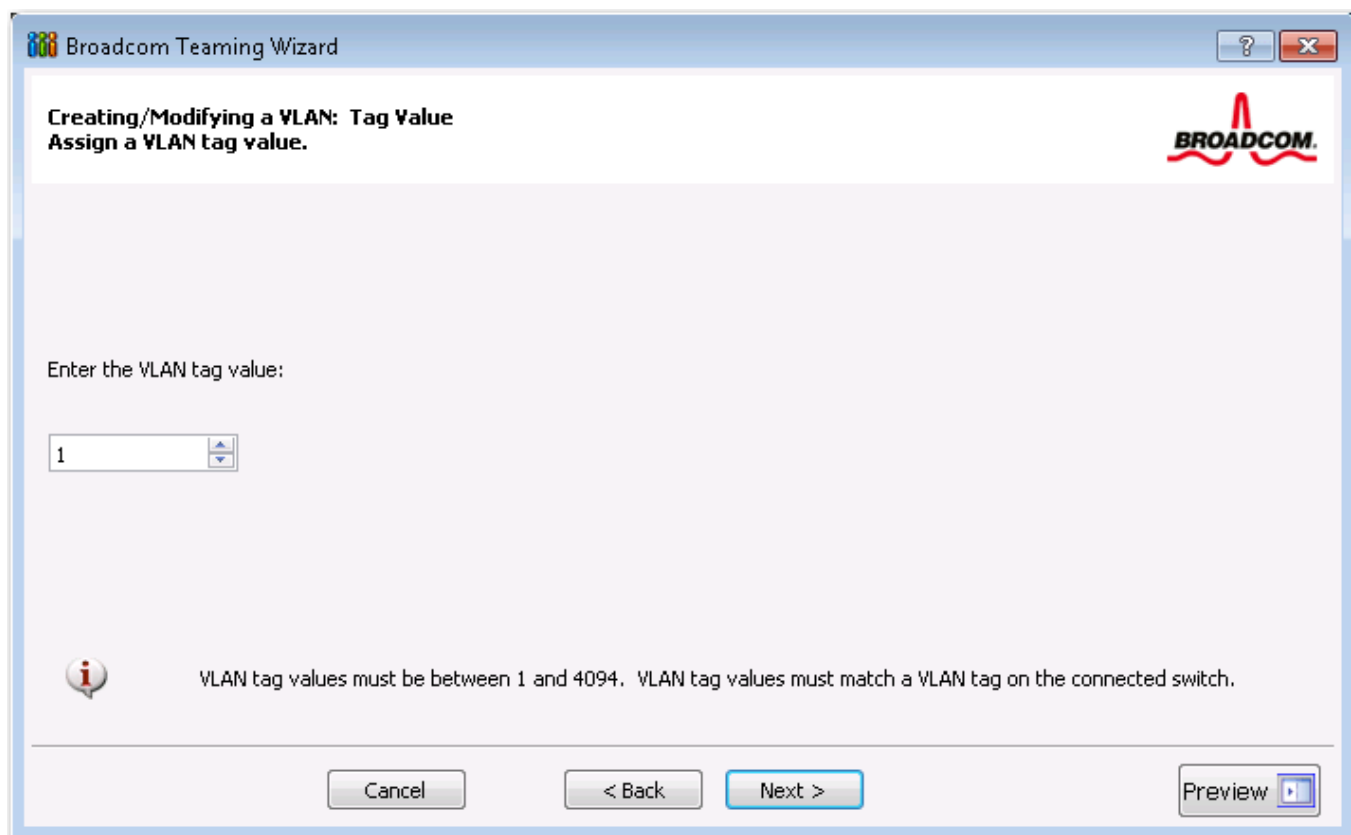 Broadcom Teaming Wizard
Creating/Modifying a VLAN: Tag Value
Assign a VLAN tag value.
BROADCOM.
Enter the VLAN tag value:
1
VLAN tag values must be between 1 and 4094. VLAN tag values must match a VLAN tag on the connected switch.
Cancel
< Back
Next >
Preview